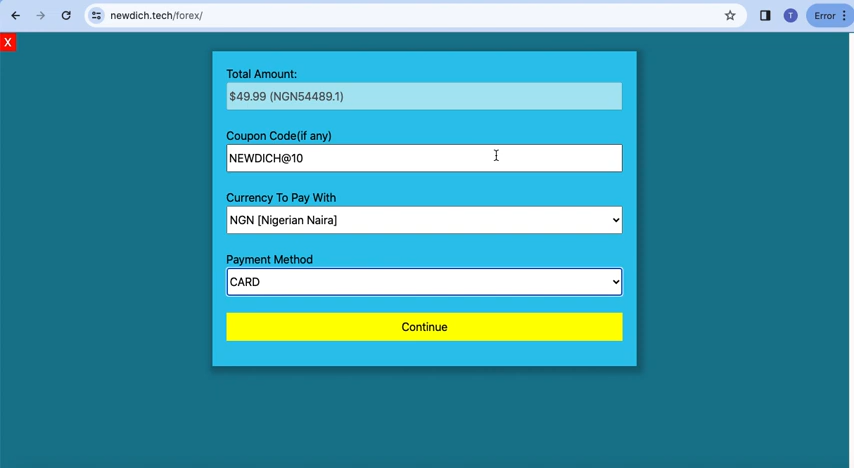 newdich.tech/forex/
T
Error
X
Total Amount:
$49.99 (NGN54489.1)
Coupon Code(if any)
NEWDICH@10
Currency To Pay With
NGN [Nigerian Naira]
Payment Method
CARD
Continue